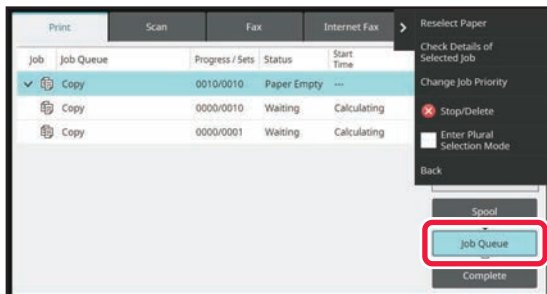 Print Scan Fax Internet Fax
Job Job Queue Progress / Sets Status Start
Time
Copy 0010/0010 Paper Empty ---
Copy 0000/0010 Waiting Calculating
Copy 0000/0001 Waiting Calculating
Reselect Paper
Check Details of
Selected Job
Change Job Priority
Stop/Delete
Enter Plural
Selection Mode
Back
Spool
Job Queue
Complete